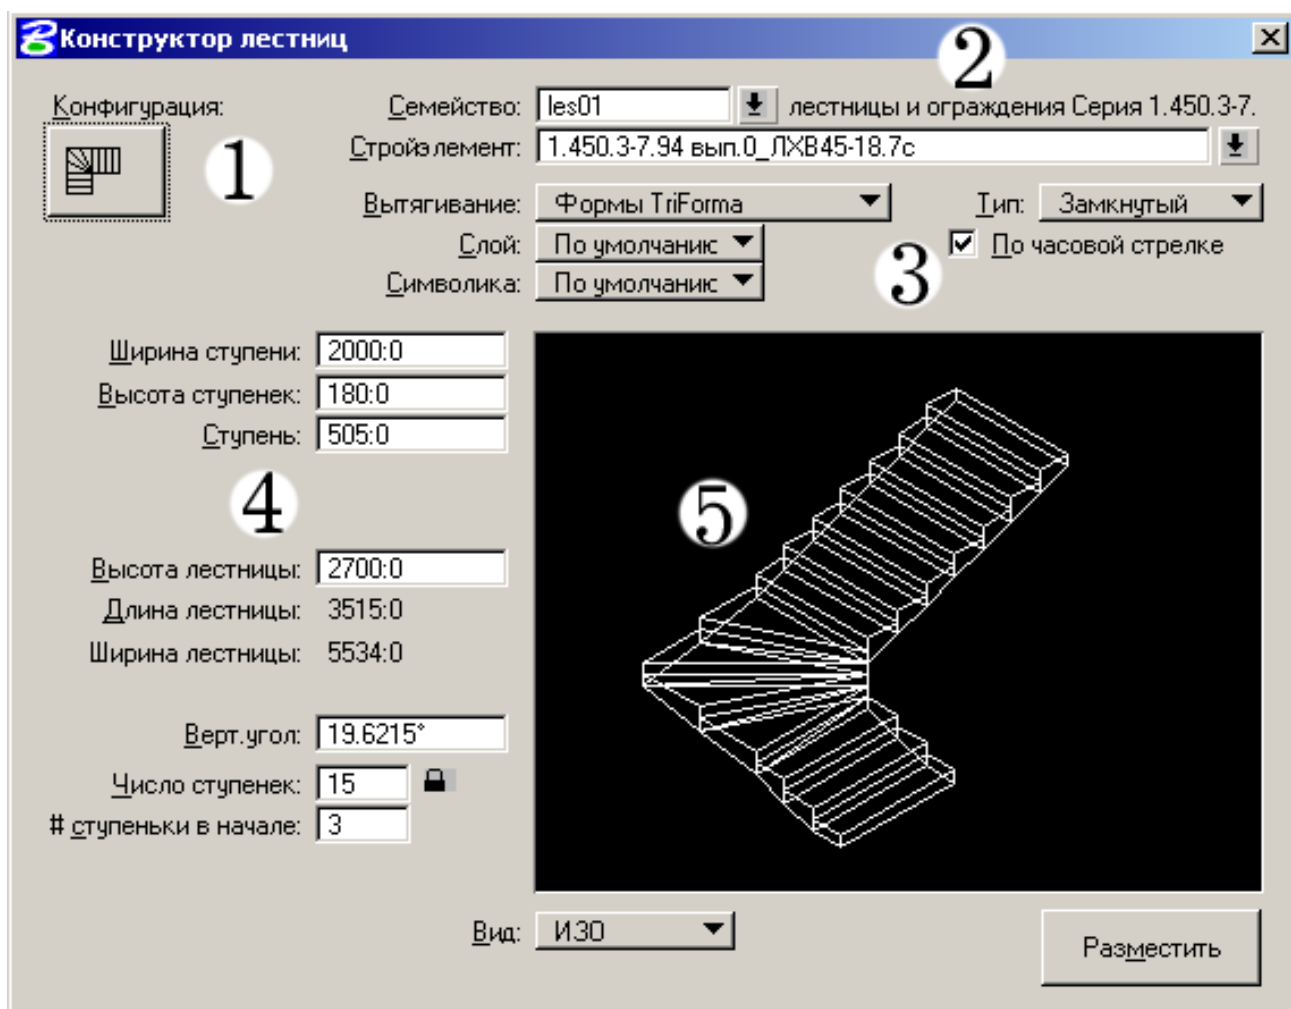 Конструктор лестниц
2
Конфигурация:
Семейство: les01 лестницы и ограждения Серия 1.450.3-7.
1
Стройэлемент: 1.450.3-7.94 вып.0_ЛХВ45-18.7с
Вытягивание: Формы TriForma Тип: Замкнутый
Слой: По умолчанию По часовой стрелке
3
Символика: По умолчанию
Ширина ступени: 2000:0
Высота ступенек: 180:0
Ступень: 505:0
4
5
Высота лестницы: 2700:0
Длина лестницы: 3515:0
Ширина лестницы: 5534:0
Верт.угол: 19.6215°
Число ступенек: 15
# ступеньки в начале: 3
Вид: ИЗО
Разместить